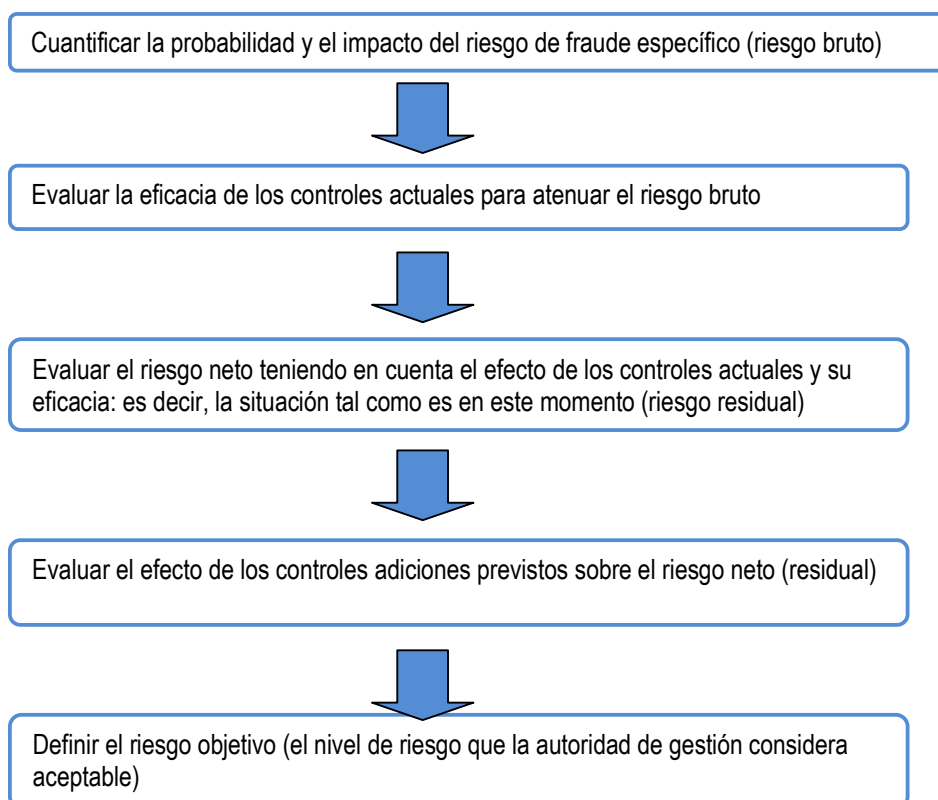 Cuantificar la probabilidad y el impacto del riesgo de fraude específico (riesgo bruto)
Evaluar la eficacia de los controles actuales para atenuar el riesgo bruto
Evaluar el riesgo neto teniendo en cuenta el efecto de los controles actuales y su
eficacia: es decir, la situación tal como es en este momento (riesgo residual)
Evaluar el efecto de los controles adiciones previstos sobre el riesgo neto (residual)
Definir el riesgo objetivo (el nivel de riesgo que la autoridad de gestión considera
aceptable)